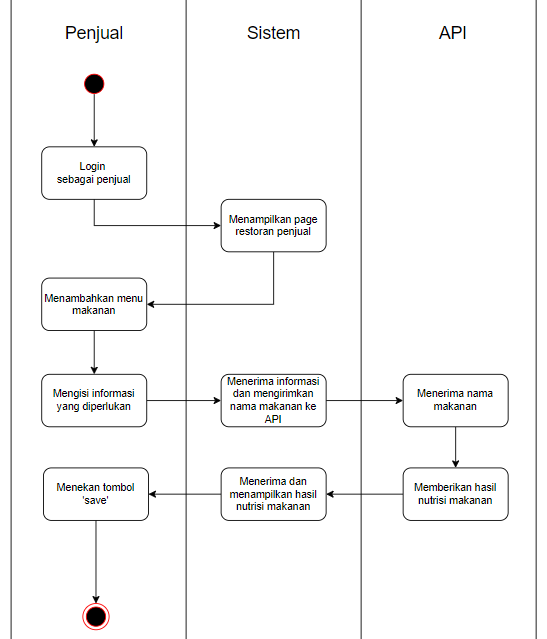 Penjual
Sistem
API
Login
sebagai penjual
Menampilkan page
restoran penjual
Menambahkan menu
makanan
Mengisi informasi
yang diperlukan
Menerima informasi
dan mengirimkan
nama makanan ke
API
Menerima nama
makanan
Menekan tombol
'save'
Menerima dan
menampilkan hasil
nutrisi makanan
Memberikan hasil
nutrisi makanan